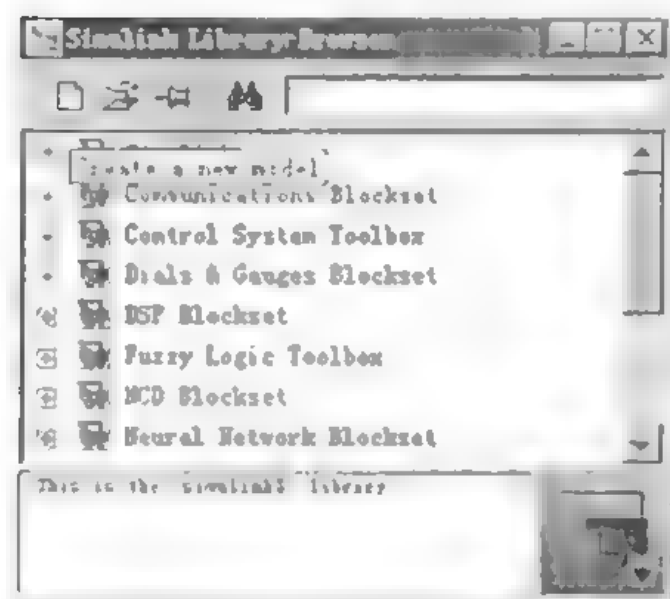 Simulink Library Browser
Create a new model
Communications Blockset
Control System Toolbox
Dials & Gauges Blockset
DSP Blockset
Fuzzy Logic Toolbox
NCD Blockset
Neural Network Blockset
This is the simulink3 library